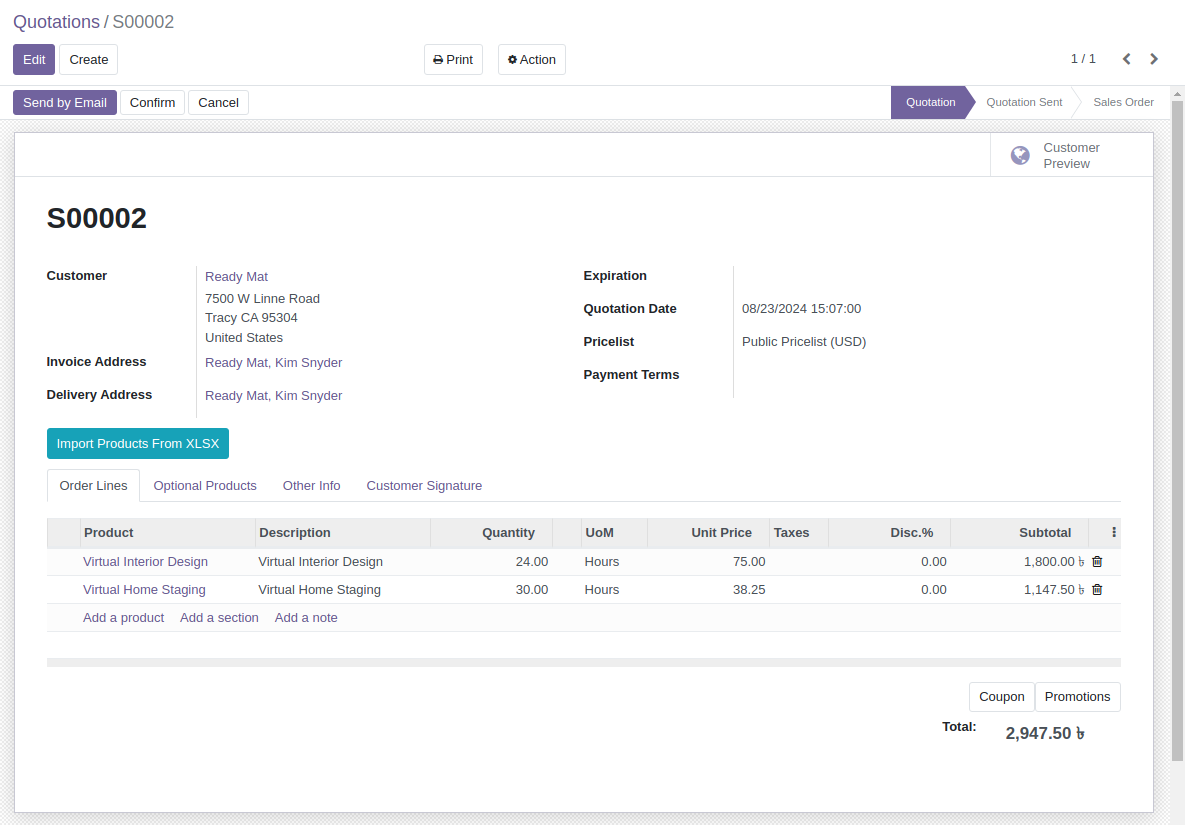 Quotations / S00002
Edit Create Print Action 1 / 1
Send by Email Confirm Cancel Quotation Quotation Sent Sales Order
Customer
Preview
S00002
Customer Ready Mat
7500 W Linne Road
Tracy CA 95304
United States
Invoice Address Ready Mat, Kim Snyder
Delivery Address Ready Mat, Kim Snyder
Expiration
Quotation Date 08/23/2024 15:07:00
Pricelist Public Pricelist (USD)
Payment Terms
Import Products From XLSX
Order Lines Optional Products Other Info Customer Signature
Product Description Quantity UoM Unit Price Taxes Disc.% Subtotal
Virtual Interior Design Virtual Interior Design 24.00 Hours 75.00 0.00 1,800.00 ৳
Virtual Home Staging Virtual Home Staging 30.00 Hours 38.25 0.00 1,147.50 ৳
Add a product Add a section Add a note
Coupon Promotions
Total: 2,947.50 ৳